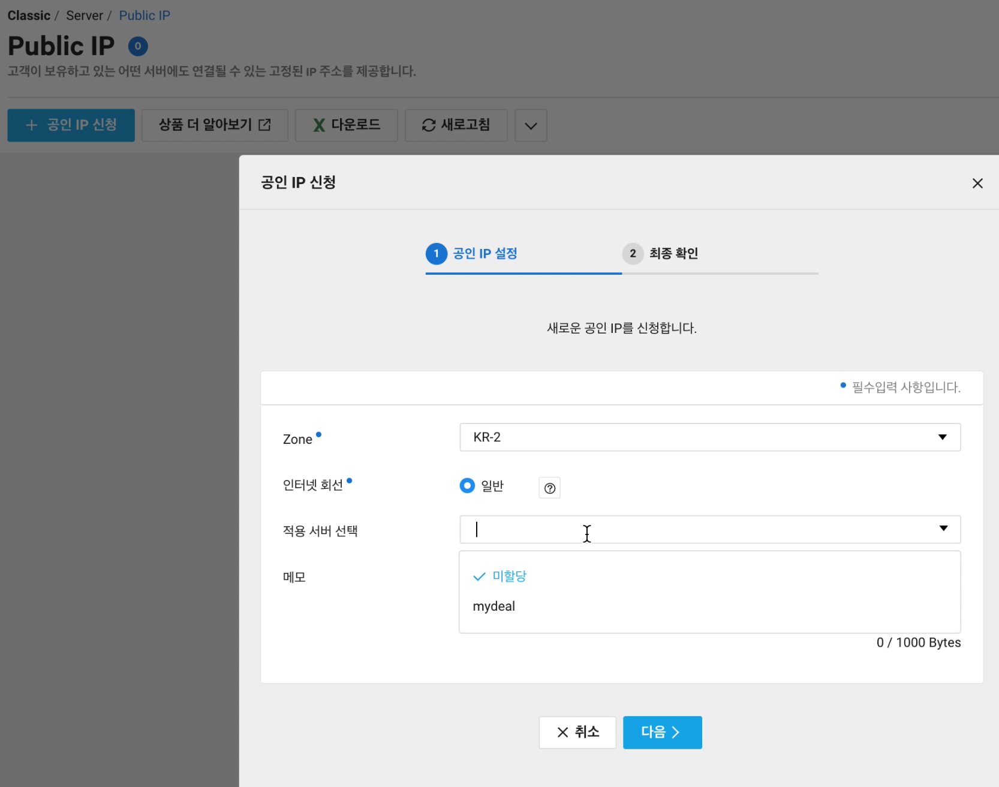 Classic / Server / Public IP
Public IP 0
고객이 보유하고 있는 어떤 서버에도 연결될 수 있는 고정된 IP 주소를 제공합니다.
+ 공인 IP 신청 상품 더 알아보기 다운로드 새로고침
공인 IP 신청
1 공인 IP 설정 2 최종 확인
새로운 공인 IP를 신청합니다.
필수입력 사항입니다.
Zone KR-2
인터넷 회선 일반
적용 서버 선택
미할당
메모
mydeal
0 / 1000 Bytes
취소 다음